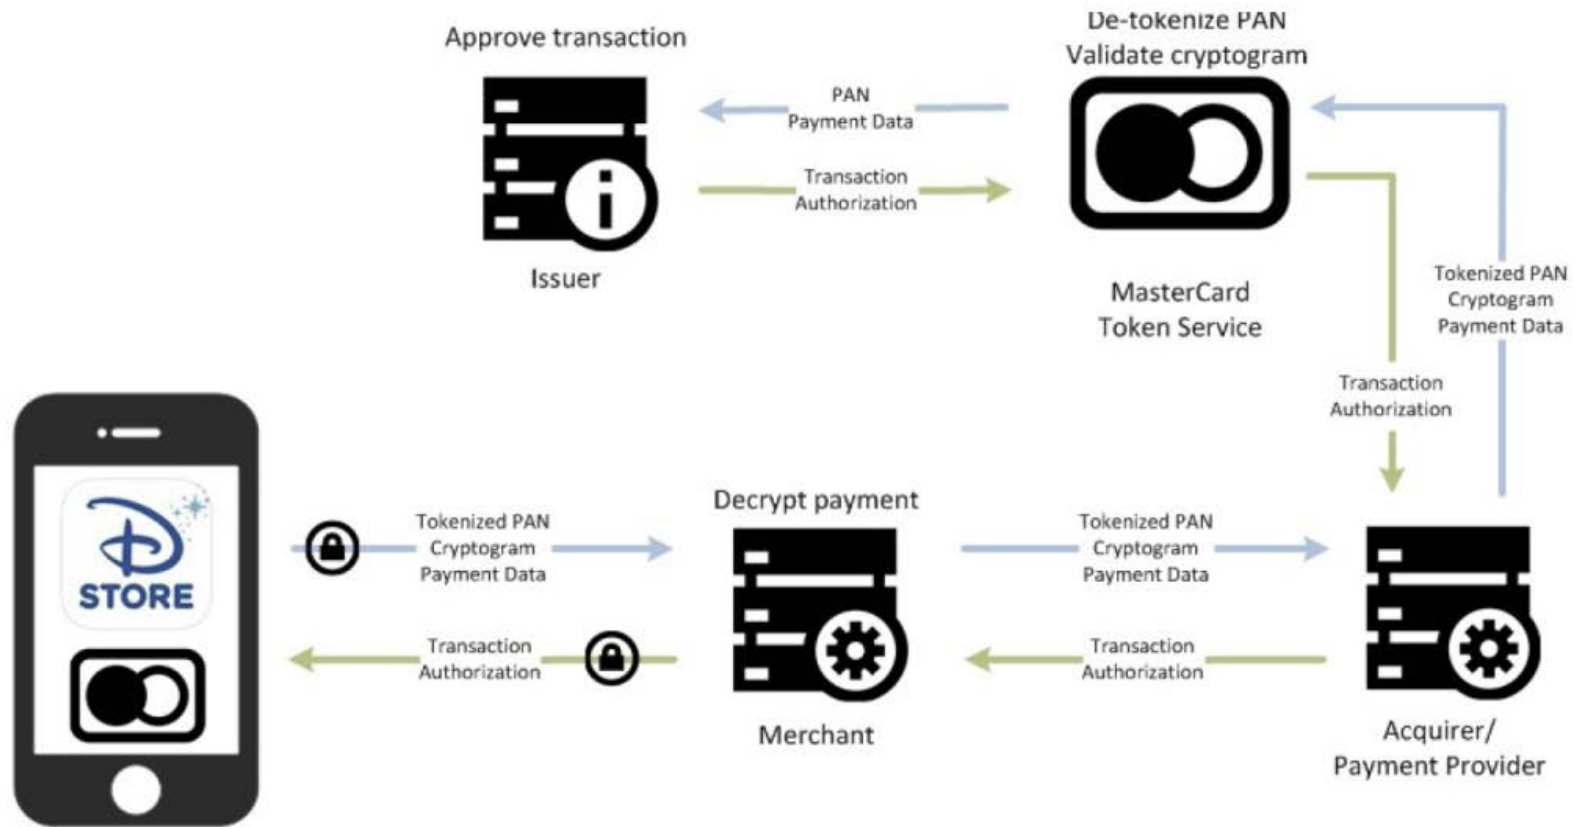 Approve transaction
De-tokenize PAN
Validate cryptogram
PAN
Payment Data
Transaction
Authorization
Issuer
MasterCard
Token Service
Tokenized PAN
Cryptogram
Payment Data
Transaction
Authorization
D
STORE
Tokenized PAN
Cryptogram
Payment Data
Transaction
Authorization
Decrypt payment
Merchant
Tokenized PAN
Cryptogram
Payment Data
Transaction
Authorization
Acquirer/
Payment Provider